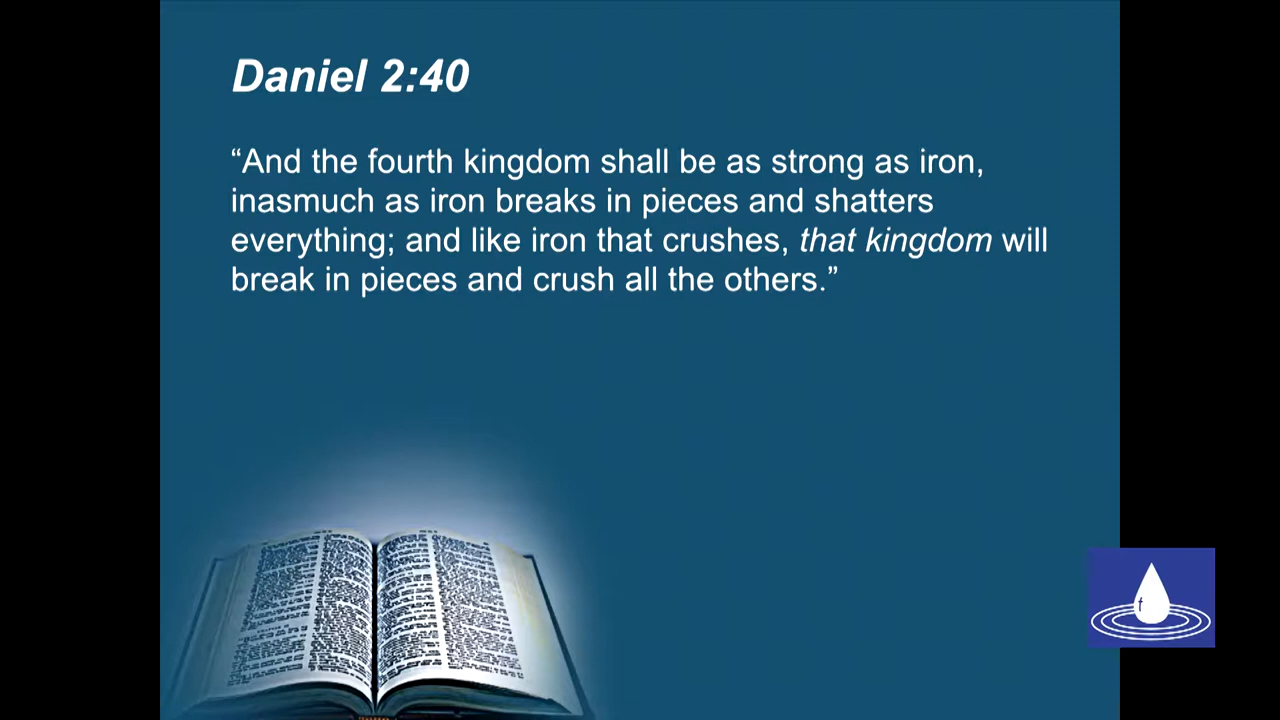 Daniel 2:40
“And the fourth kingdom shall be as strong as iron,
inasmuch as iron breaks in pieces and shatters
everything; and like iron that crushes, that kingdom will
break in pieces and crush all the others.”
t